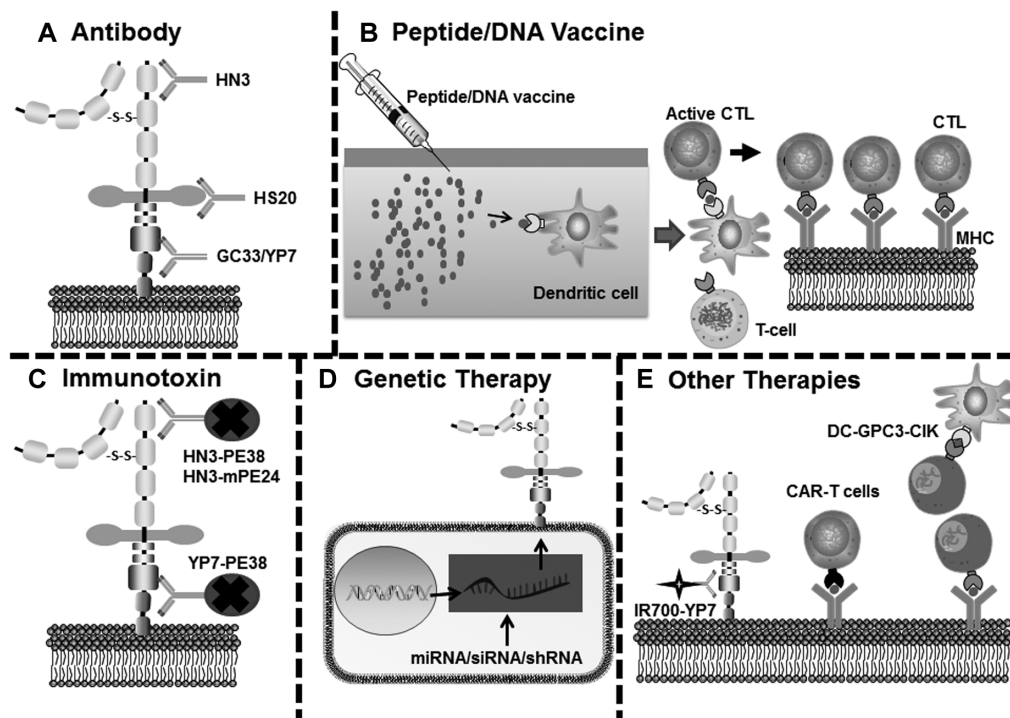 A Antibody
HN3
-S-S-
HS20
GC33/YP7
B Peptide/DNA Vaccine
Peptide/DNA vaccine
Dendritic cell
Active CTL
CTL
MHC
T-cell
C Immunotoxin
-S-S-
HN3-PE38
HN3-mPE24
YP7-PE38
D Genetic Therapy
-S-S-
miRNA/siRNA/shRNA
E Other Therapies
DC-GPC3-CIK
CAR-T cells
-S-S-
IR700-YP7